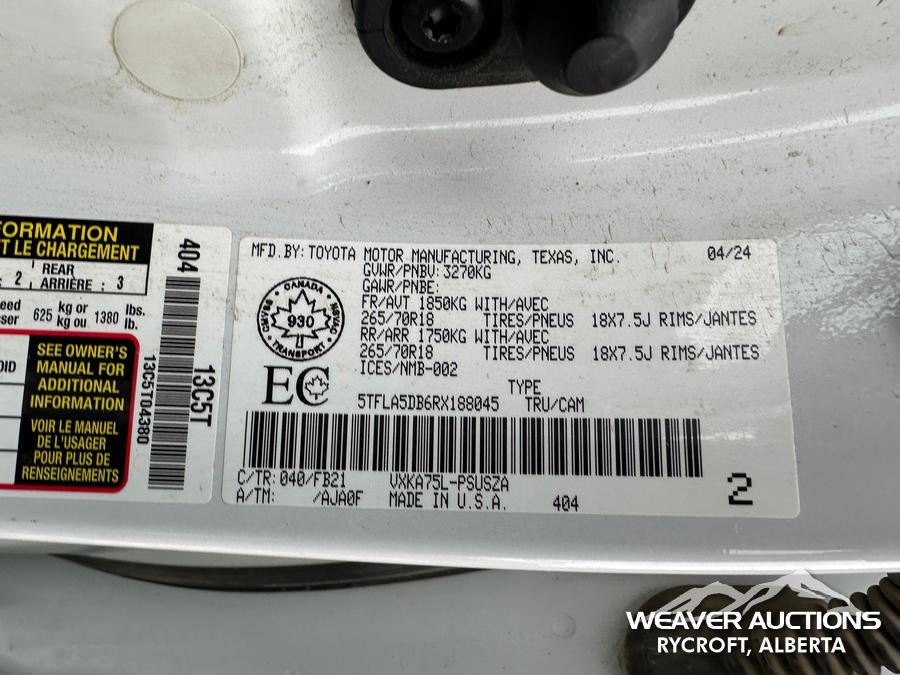 FORMATION
T LE CHARGEMENT
2 REAR
ARRIÈRE : 3
625 kg or 1380 lbs.
kg ou lb.
SEE OWNER'S
MANUAL FOR
ADDITIONAL
INFORMATION
VOIR LE MANUEL
DE L'USAGER
POUR PLUS DE
RENSEIGNEMENTS
404
13C5T
13C5T04380
MFD.BY:TOYOTA MOTOR MANUFACTURING, TEXAS, INC. 04/24
GVWR/PNBV:3270KG
GAWR/PNBE:
FR/AVT 1850KG WITH/AVEC
265/70R18 TIRES/PNEUS 18X7.5J RIMS/JANTES
RR/ARR 1750KG WITH/AVEC
265/70R18 TIRES/PNEUS 18X7.5J RIMS/JANTES
ICES/NMB-002
CANADA
930
TRANSPORT
EC
TYPE
5TFLA5DB6RX188045 TRU/CAM
C/TR:040/FB21 VXKA75L-PSUSZA
A/TM: /AJA0F MADE IN U.S.A. 404
2
WEAVER AUCTIONS
RYCROFT, ALBERTA